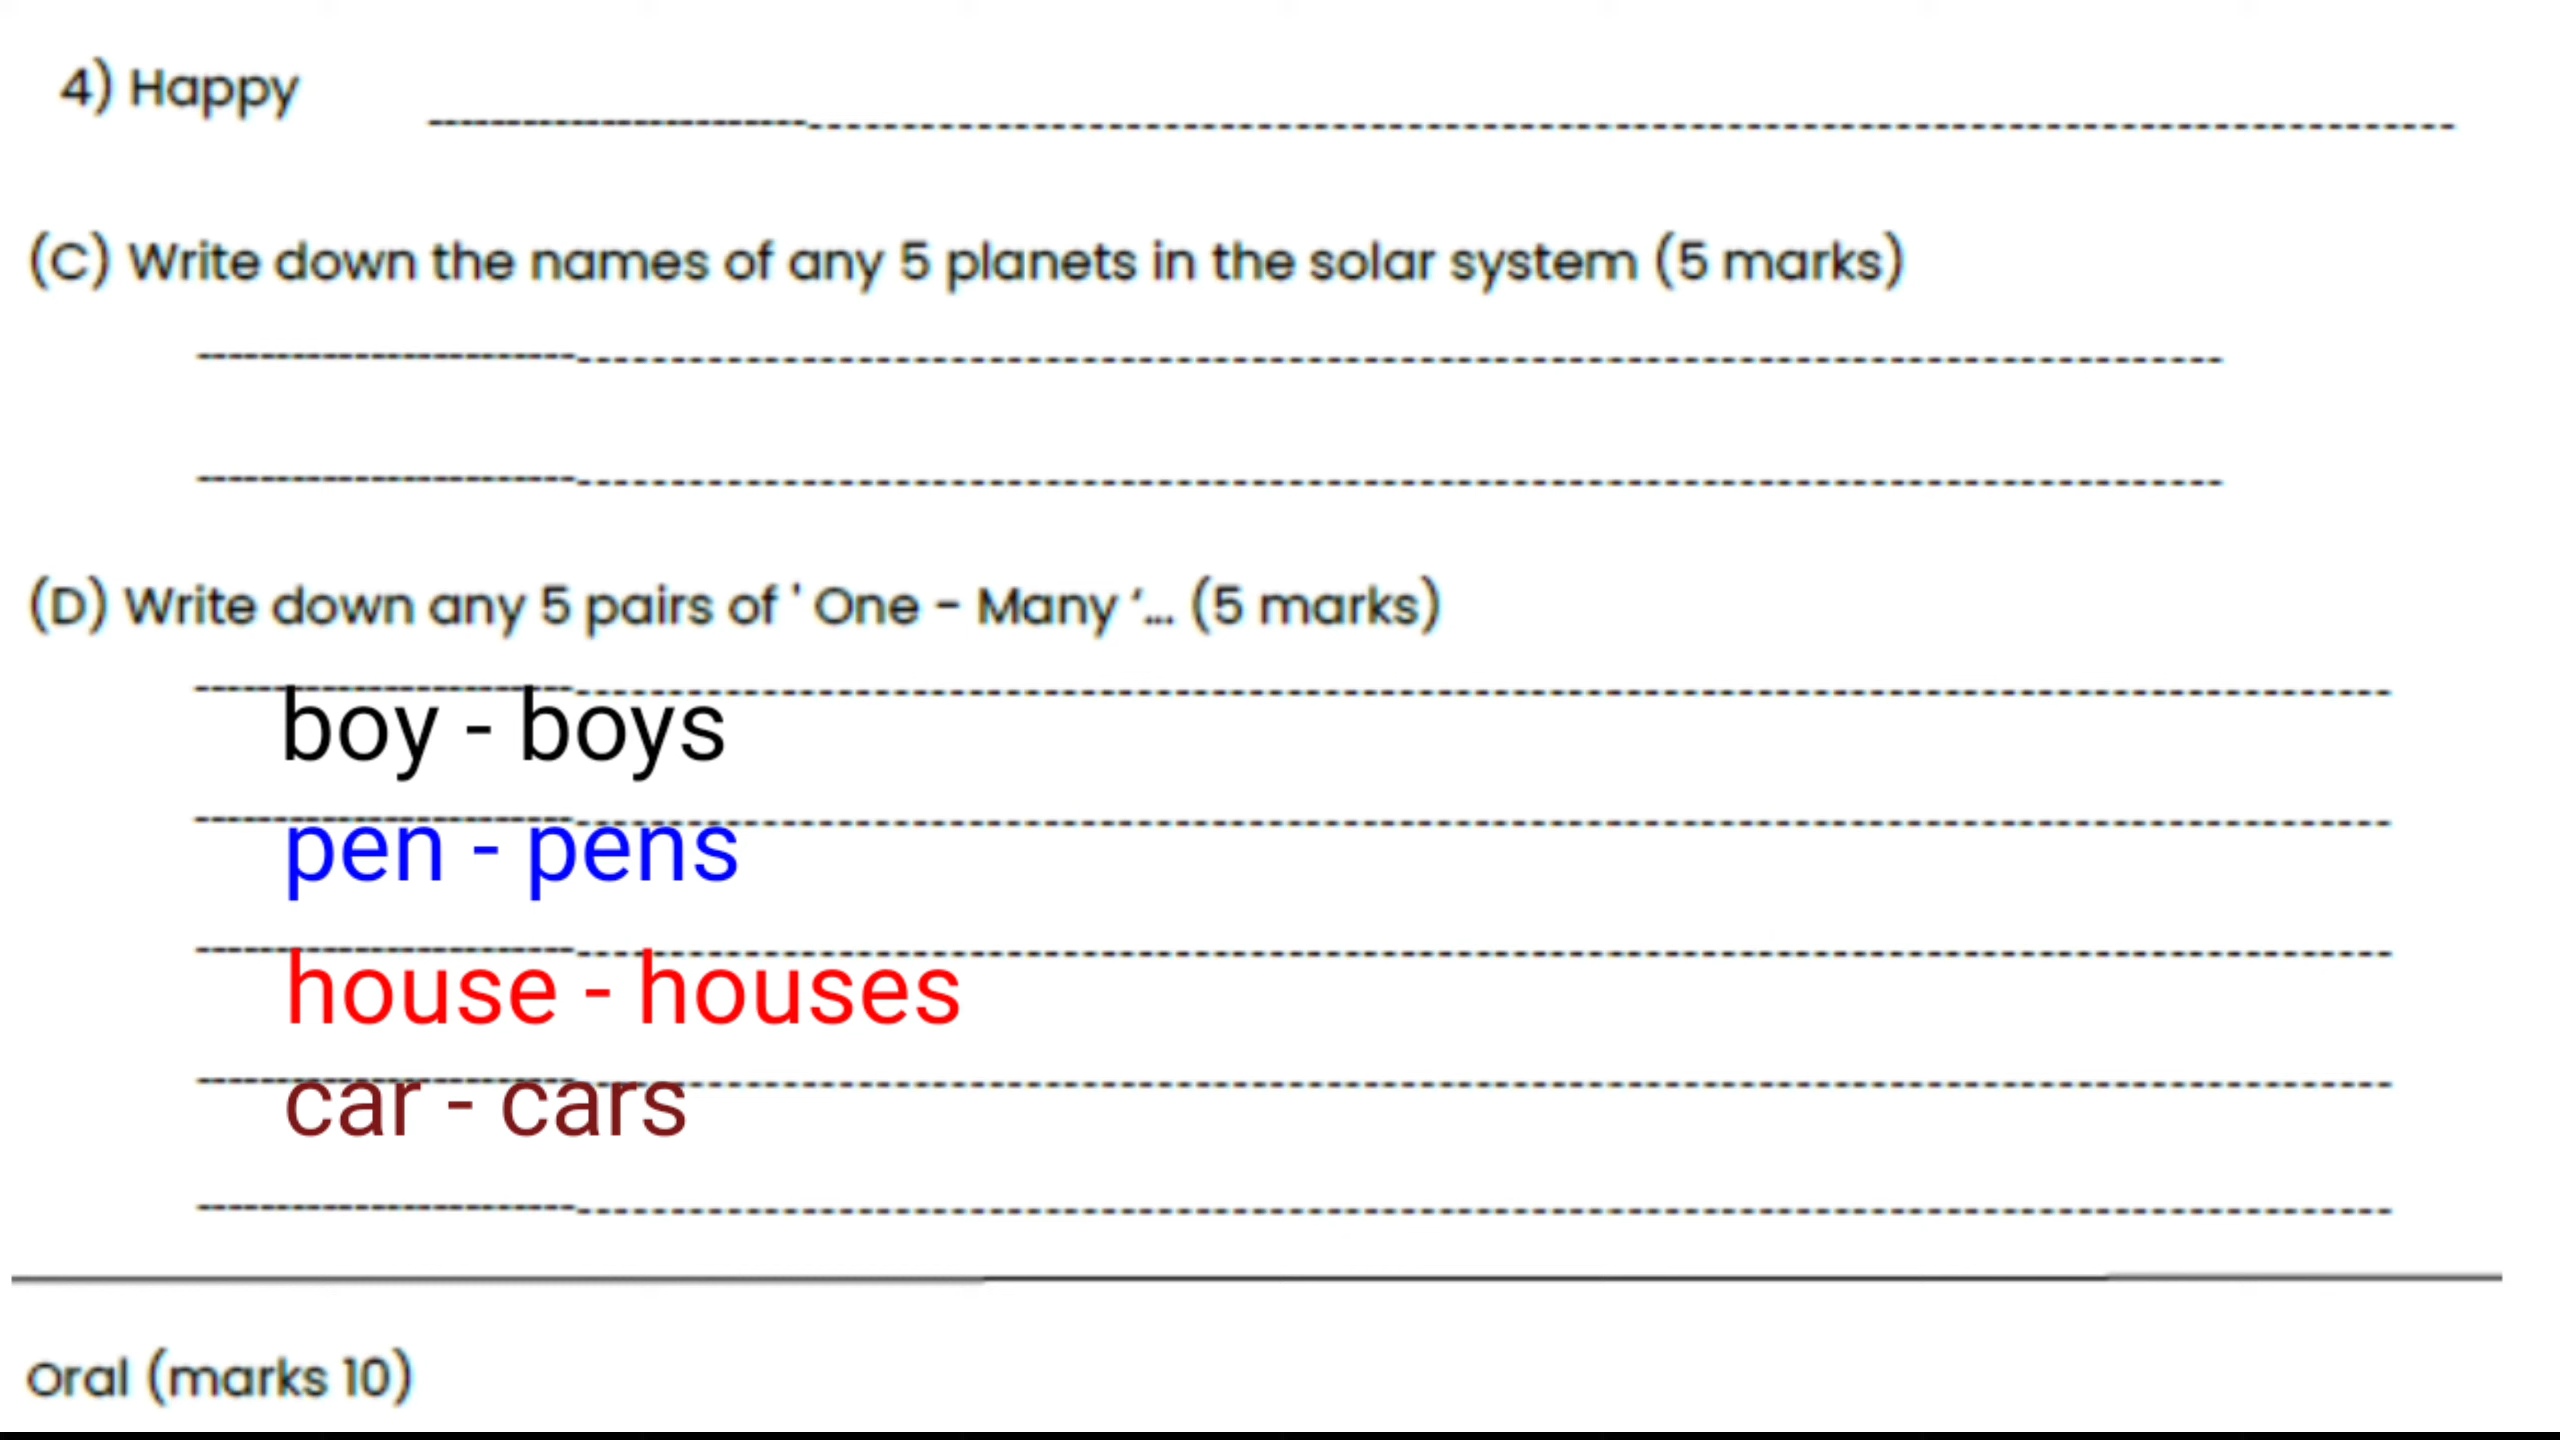 4) Happy
(C) Write down the names of any 5 planets in the solar system (5 marks)
(D) Write down any 5 pairs of ' One - Many '... (5 marks)
boy - boys
pen - pens
house - houses
car - cars
Oral (marks 10)